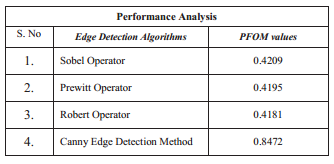 Performance Analysis
S. No Edge Detection Algorithms PFOM values
1. Sobel Operator 0.4209
2. Prewitt Operator 0.4195
3. Robert Operator 0.4181
4. Canny Edge Detection Method 0.8472